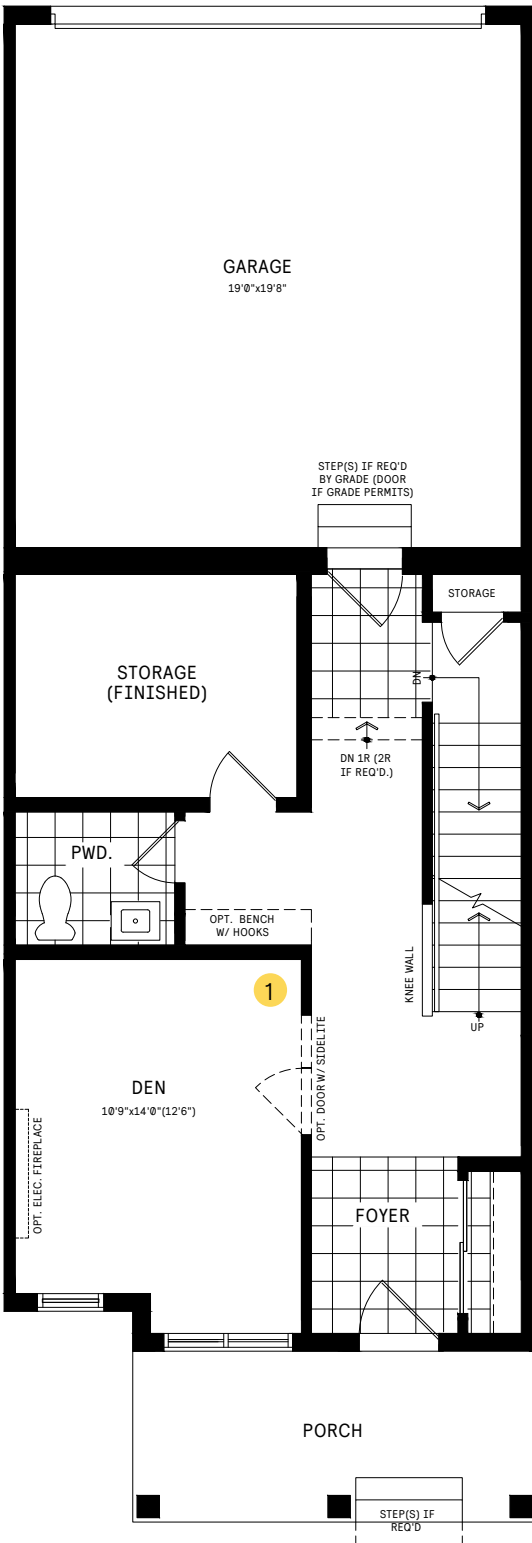 GARAGE
19'0"x19'8"
STEP(S) IF REQ'D
BY GRADE (DOOR
IF GRADE PERMITS)
STORAGE
STORAGE
(FINISHED)
DN
DN 1R (2R
IF REQ'D.)
PWD.
OPT. BENCH
W/ HOOKS
KNEE WALL
1
UP
OPT. DOOR W/ SIDELITE
DEN
10'9"x14'0"(12'6")
OPT. ELEC. FIREPLACE
FOYER
PORCH
STEP(S) IF
REQ'D